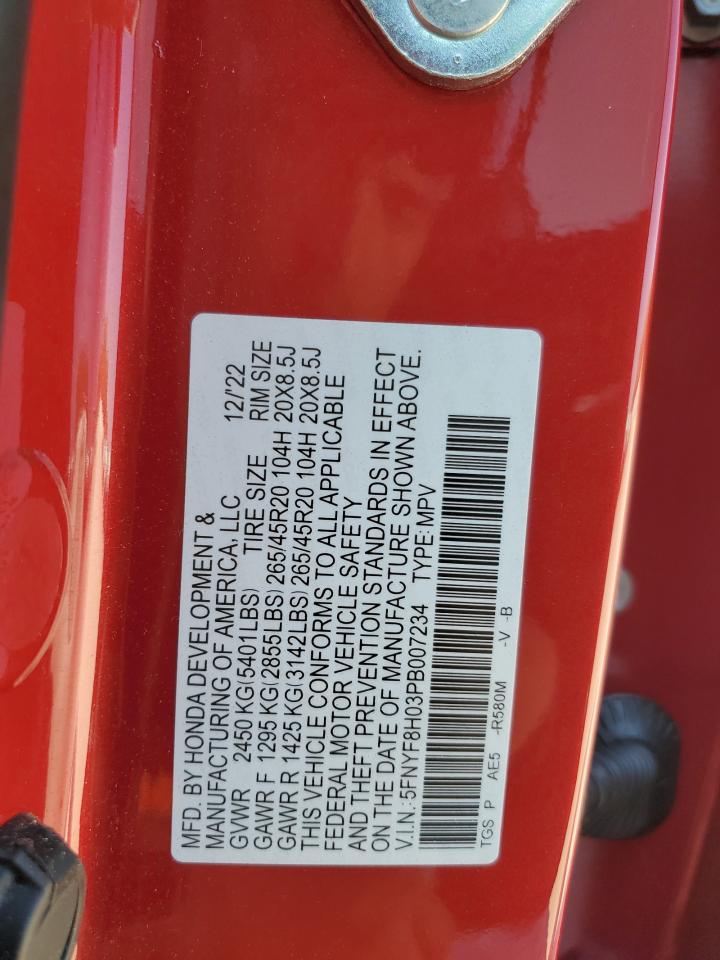 MFD. BY HONDA DEVELOPMENT &
MANUFACTURING OF AMERICA, LLC 12/'22
GVWR 2450 KG(5401LBS) TIRE SIZE RIM SIZE
GAWR F 1295 KG(2855LBS) 265/45R20 104H 20X8.5J
GAWR R 1425 KG(3142LBS) 265/45R20 104H 20X8.5J
THIS VEHICLE CONFORMS TO ALL APPLICABLE
FEDERAL MOTOR VEHICLE SAFETY
AND THEFT PREVENTION STANDARDS IN EFFECT
ON THE DATE OF MANUFACTURE SHOWN ABOVE.
V.I.N.: 5FNYF8H03PB007234 TYPE: MPV
TGS P AE5 -R580M -V -B